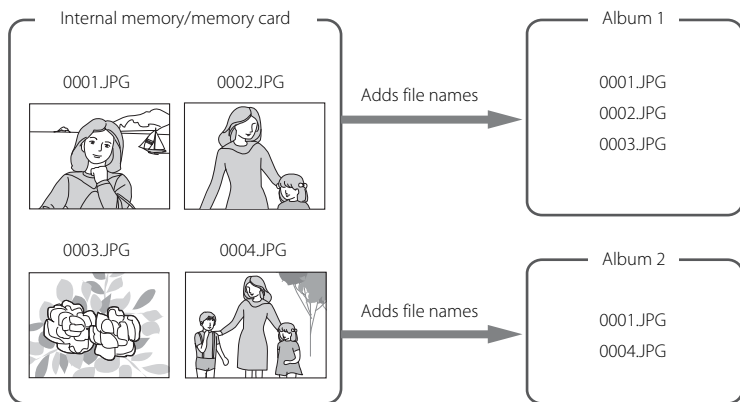 Internal memory/memory card
0001.JPG
0002.JPG
0003.JPG
0004.JPG
Adds file names
Album 1
0001.JPG
0002.JPG
0003.JPG
Adds file names
Album 2
0001.JPG
0004.JPG